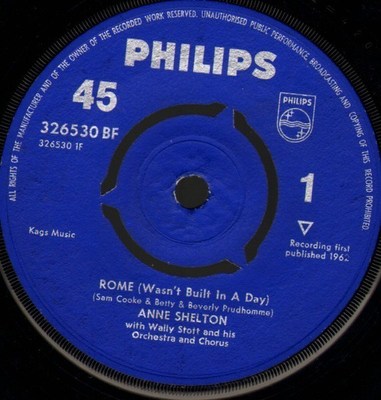 ALL RIGHTS OF THE MANUFACTURER AND OF THE OWNER OF THE RECORDED WORK RESERVED. UNAUTHORISED PUBLIC PERFORMANCE, BROADCASTING AND COPYING OF THIS RECORD PROHIBITED
PHILIPS
45
PHILIPS
326530 BF
326530 1F
1
Kags Music
Recording first
published 1962
ROME (Wasn't Built in A Day)
(Sam Cooke & Betty & Beverly Prudhomme)
ANNE SHELTON
with Wally Stott and his
Orchestra and Chorus